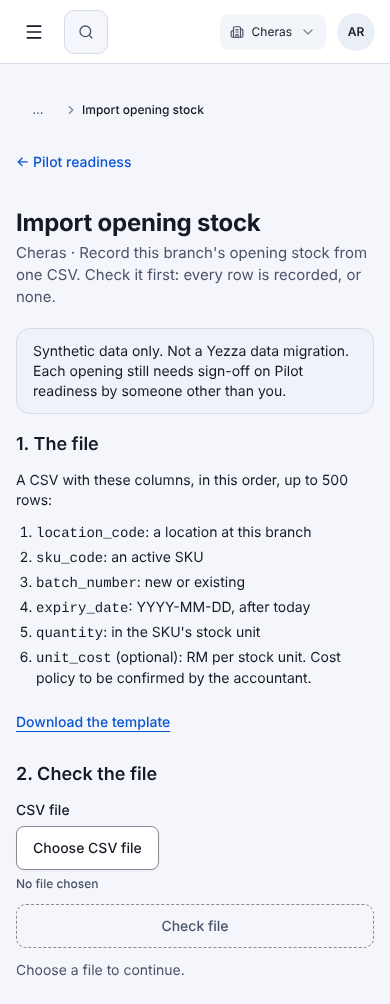 Cheras
AR
...
Import opening stock
← Pilot readiness
Import opening stock
Cheras · Record this branch's opening stock from
one CSV. Check it first: every row is recorded, or
none.
Synthetic data only. Not a Yezza data migration.
Each opening still needs sign-off on Pilot
readiness by someone other than you.
1. The file
A CSV with these columns, in this order, up to 500
rows:
1. location_code: a location at this branch
2. sku_code: an active SKU
3. batch_number: new or existing
4. expiry_date: YYYY-MM-DD, after today
5. quantity: in the SKU's stock unit
6. unit_cost (optional): RM per stock unit. Cost
policy to be confirmed by the accountant.
Download the template
2. Check the file
CSV file
Choose CSV file
No file chosen
Check file
Choose a file to continue.